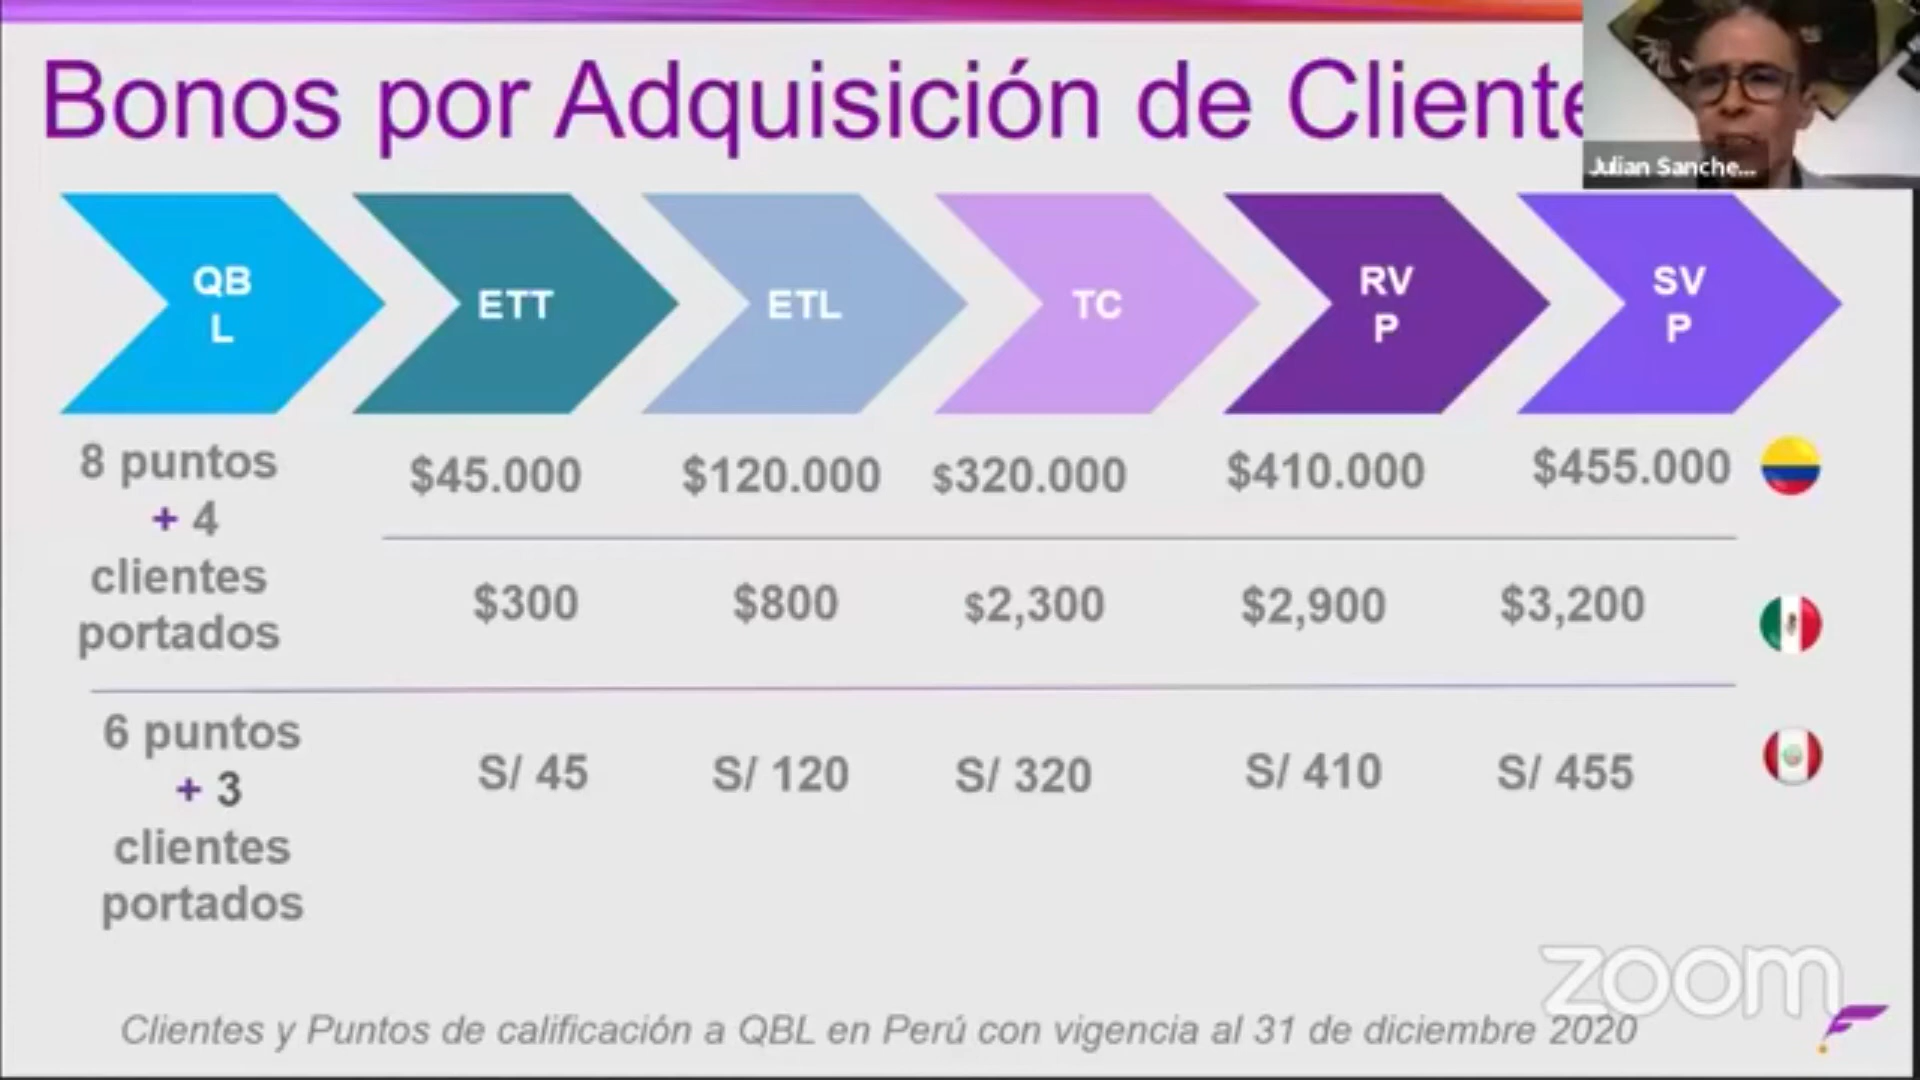 Bonos por Adquisición de Cliente
Julian Sanche...
QB
L
ETT
ETL
TC
RV
P
SV
P
8 puntos
+ 4
clientes
portados
$45.000
$120.000
$320.000
$410.000
$455.000
$300
$800
$2,300
$2,900
$3,200
6 puntos
+ 3
clientes
portados
S/ 45
S/ 120
S/ 320
S/ 410
S/ 455
zoom
Clientes y Puntos de calificación a QBL en Perú con vigencia al 31 de diciembre 2020